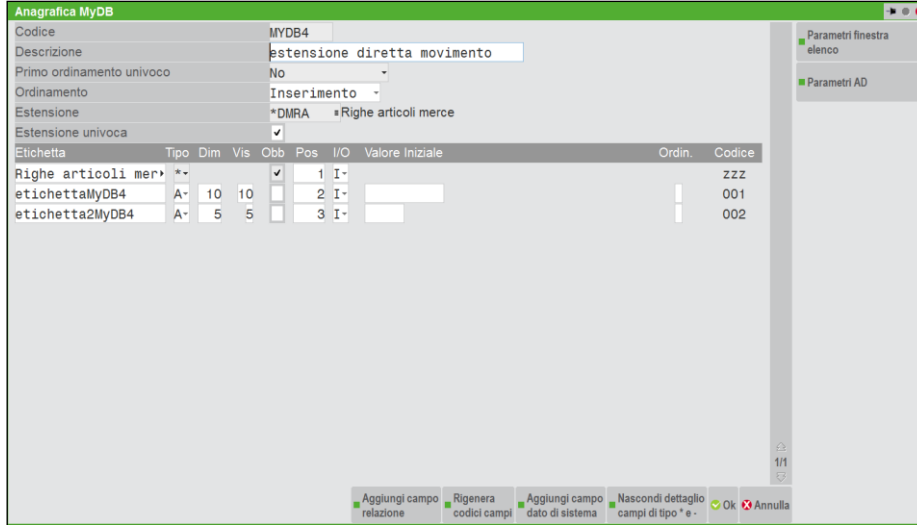 Anagrafica MyDB
Codice MYDB4
Descrizione estensione diretta movimento
Primo ordinamento univoco No
Ordinamento Inserimento
Estensione *DMRA Righe articoli merce
Estensione univoca
Etichetta Tipo Dim Vis Obb Pos I/O Valore Iniziale Ordin. Codice
Righe articoli mer * 1 I zzz
etichettaMyDB4 A 10 10 2 I 001
etichetta2MyDB4 A 5 5 3 I 002
Parametri finestra
elenco
Parametri AD
1/1
Aggiungi campo
relazione
Rigenera
codici campi
Aggiungi campo
dato di sistema
Nascondi dettaglio
campi di tipo * e -
Ok
Annulla